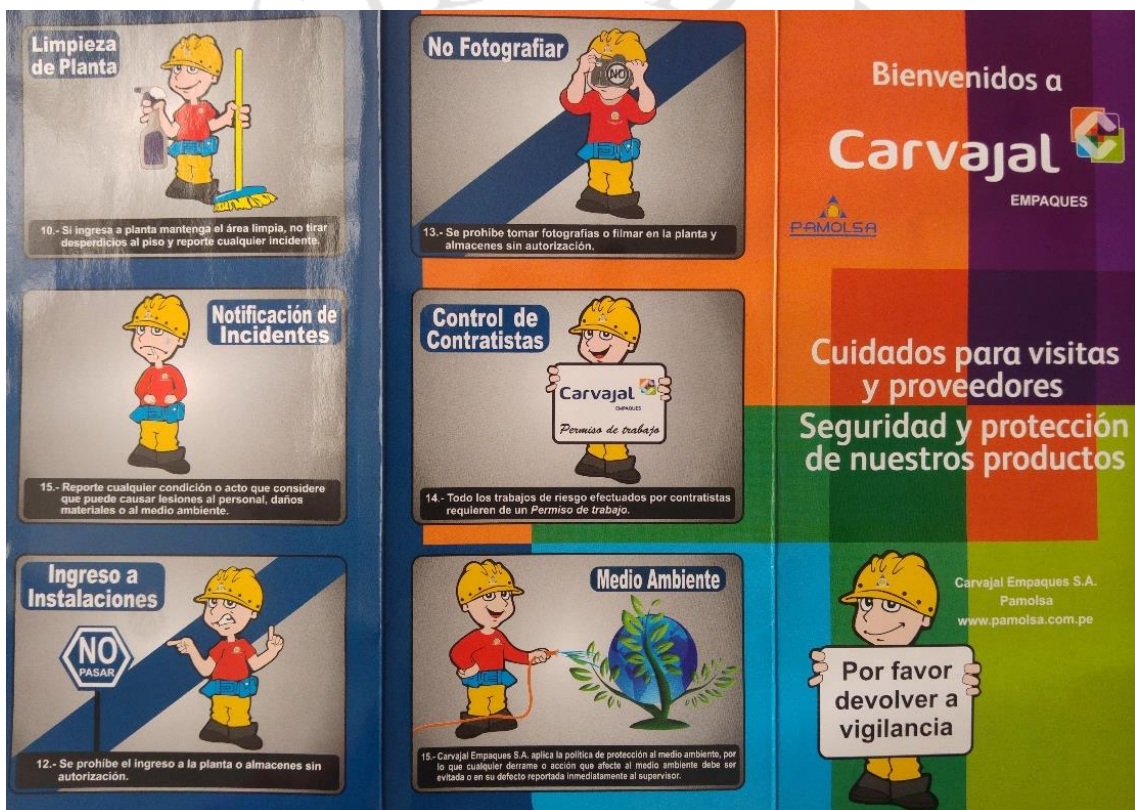 Limpieza
de Planta
10.- Si ingresa a planta mantenga el área limpia, no tirar
desperdicios al piso y reporte cualquier incidente.
Notificación de
Incidentes
15.- Reporte cualquier condición o acto que considere
que puede causar lesiones al personal, daños
materiales o al medio ambiente.
Ingreso a
Instalaciones
NO
PASAR
12.- Se prohíbe el ingreso a la planta o almacenes sin
autorización.
No Fotografiar
NO
13.- Se prohíbe tomar fotografías o filmar en la planta y
almacenes sin autorización.
Control de
Contratistas
Carvajal
EMPAQUES
Permiso de trabajo
14.- Todo los trabajos de riesgo efectuados por contratistas
requieren de un Permiso de trabajo.
Medio Ambiente
15.- Carvajal Empaques S.A. aplica la política de protección al medio ambiente, por
lo que cualquier derrame o acción que afecte al medio ambiente debe ser
evitada o en su defecto reportada inmediatamente al supervisor.
Bienvenidos a
Carvajal
EMPAQUES
PAMOLSA
Cuidados para visitas
y proveedores
Seguridad y protección
de nuestros productos
Carvajal Empaques S.A.
Pamolsa
www.pamolsa.com.pe
Por favor
devolver a
vigilancia